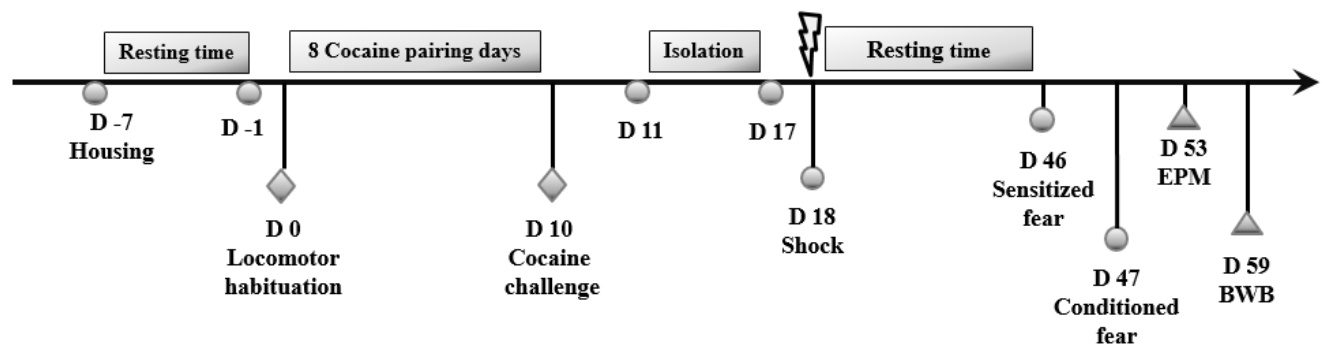 Resting time
8 Cocaine pairing days
Isolation
Resting time
D -7
Housing
D -1
D 0
Locomotor
habituation
D 10
Cocaine
challenge
D 11
D 17
D 18
Shock
D 46
Sensitized
fear
D 47
Conditioned
fear
D 53
EPM
D 59
BWB